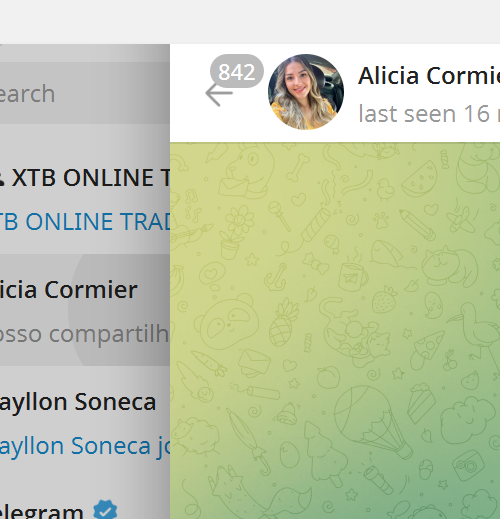 842
Alicia Cormie
last seen 16
earch
XTB ONLINE T
TB ONLINE TRAD
icia Cormier
osso compartilh
ayllon Soneca
ayllon Soneca jo
elegram